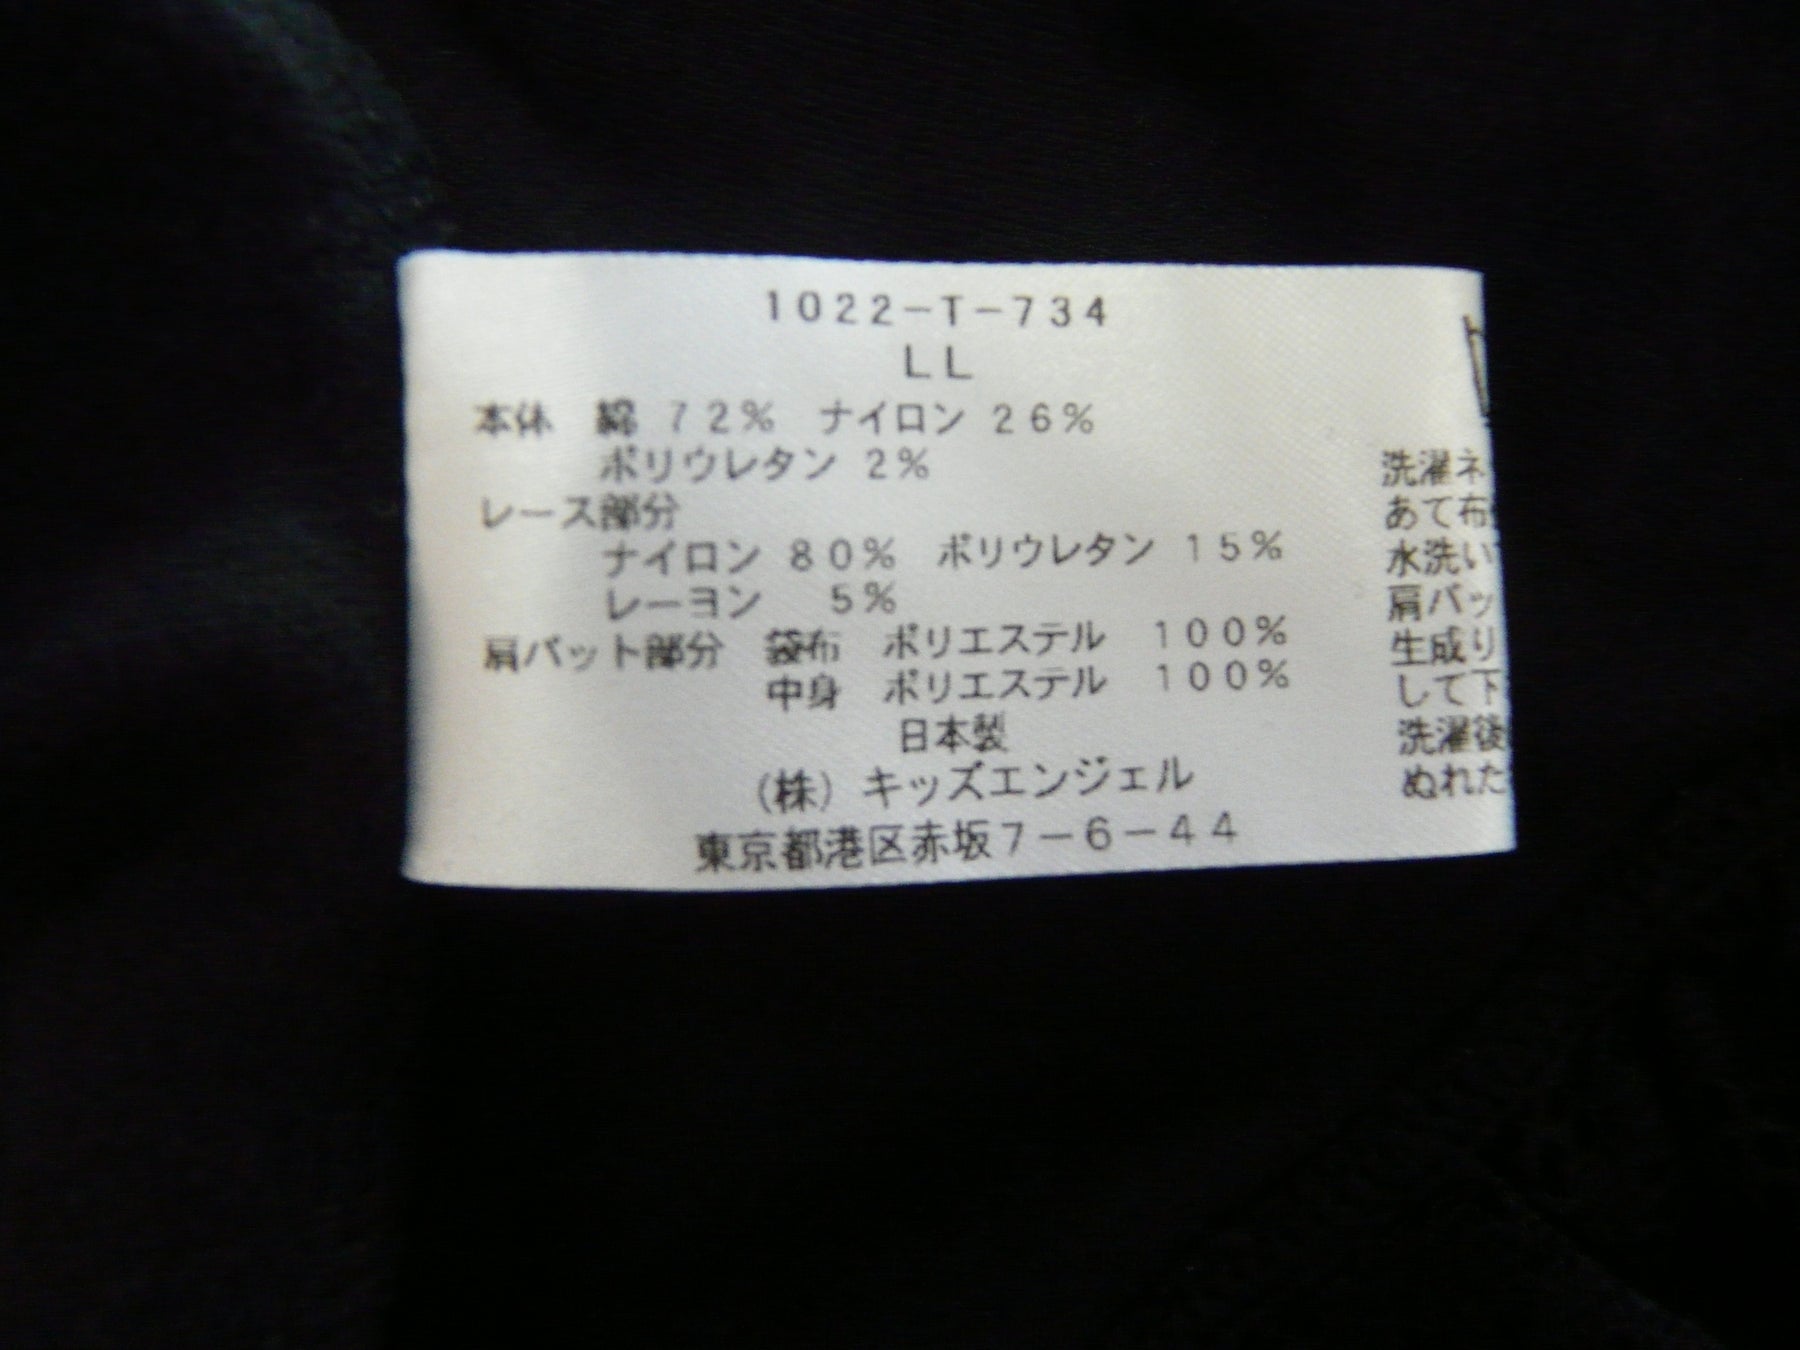 1022-T-734
LL
本体 綿 72% ナイロン 26%
ポリウレタン 2%
レース部分
ナイロン 80% ポリウレタン 15%
レーヨン 5%
肩パット部分 袋布 ポリエステル 100%
中身 ポリエステル 100%
日本製
(株) キッズエンジェル
東京都港区赤坂7-6-44
洗濯ネ
あて布
水洗い
肩パッ
生成り
して下
洗濯後
ぬれた